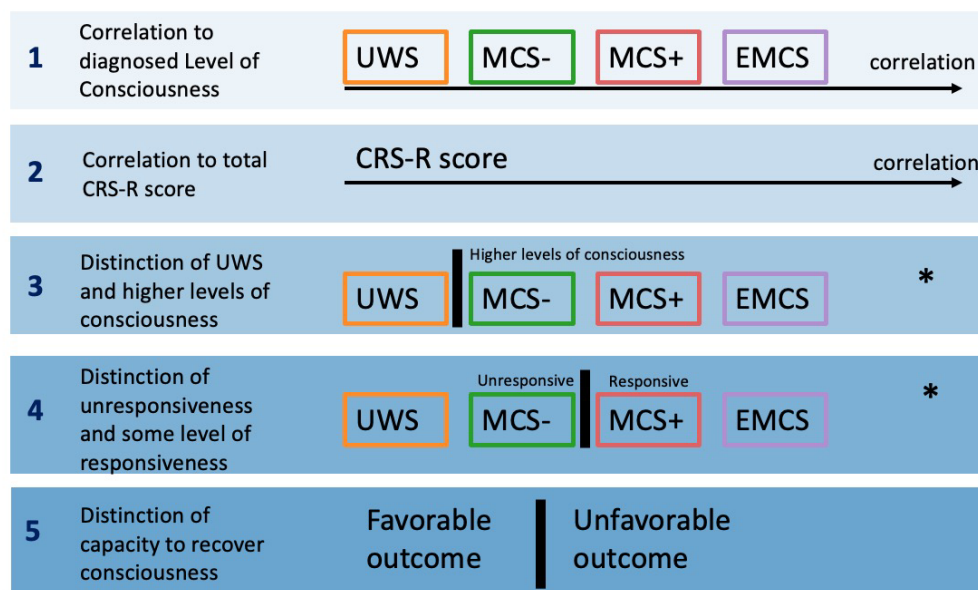 1
Correlation to
diagnosed Level of
Consciousness
UWS MCS- MCS+ EMCS
correlation
2
Correlation to total
CRS-R score
CRS-R score
correlation
3
Distinction of UWS
and higher levels of
consciousness
Higher levels of consciousness
UWS MCS- MCS+ EMCS
*
4
Distinction of
unresponsiveness
and some level of
responsiveness
Unresponsive Responsive
UWS MCS- MCS+ EMCS
*
5
Distinction of
capacity to recover
consciousness
Favorable
outcome
Unfavorable
outcome